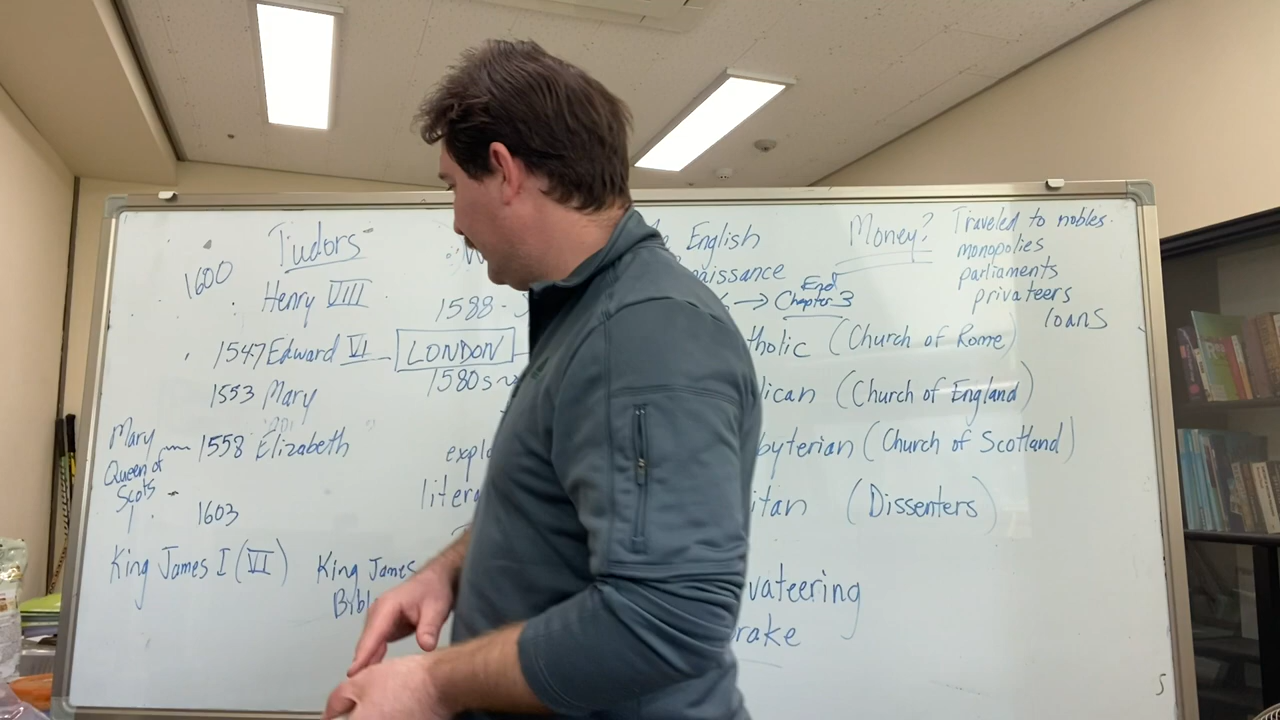 Tudors
1600
Henry VIII
1547 Edward VI
1553 Mary
Mary
Queen of
Scots
1558 Elizabeth
1603
King James I (VI)
King James
Bibl
1588-
LONDON
1580s
explo
litera
English
naissance
→ End
Chapter 3
tholic (Church of Rome)
lican (Church of England)
byterian (Church of Scotland)
itan (Dissenters)
vateering
rake
Money?
Traveled to nobles.
monopolies
parliaments
privateers
loans